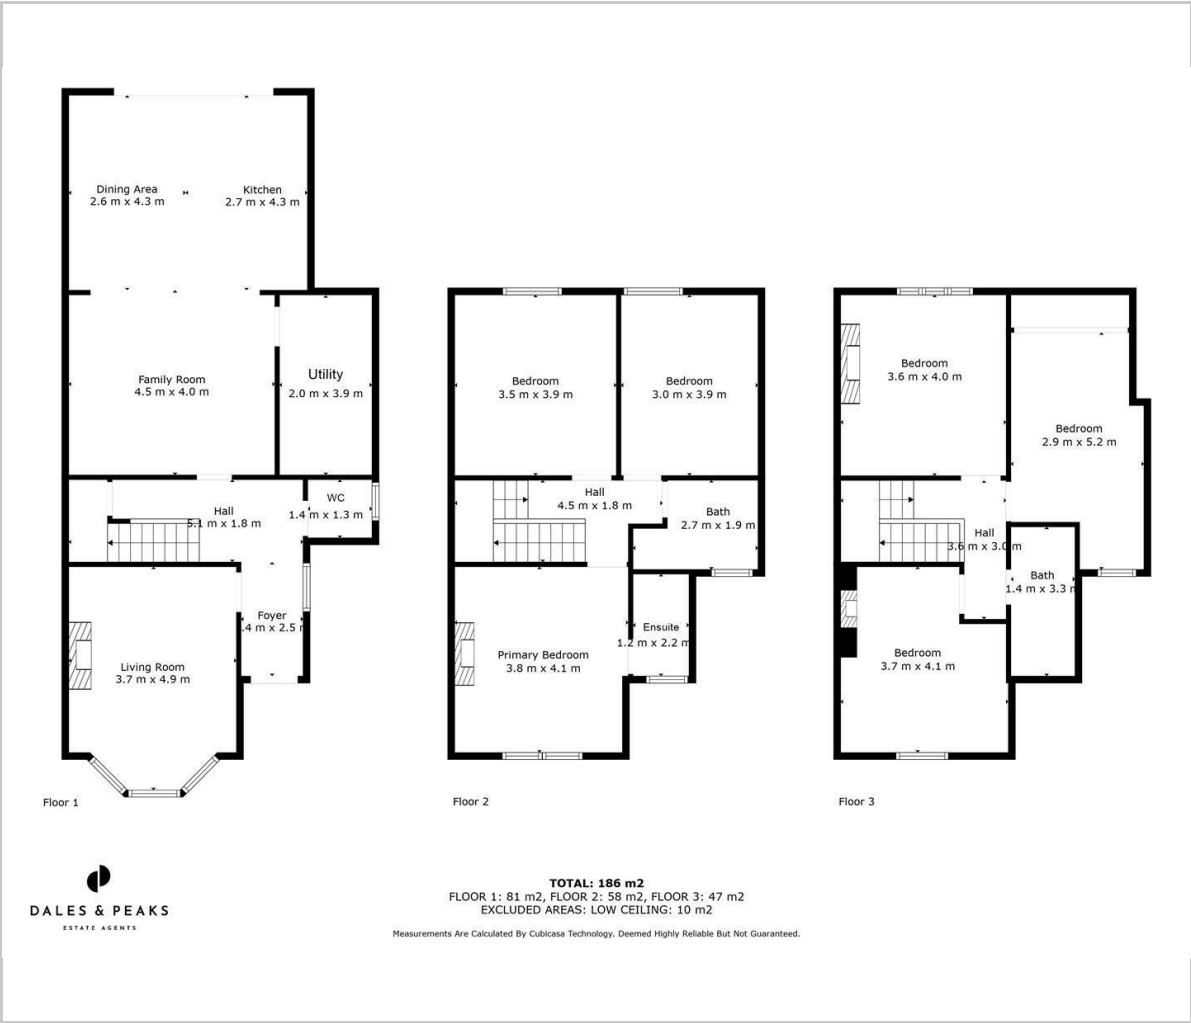 Dining Area
2.6 m x 4.3 m
Kitchen
2.7 m x 4.3 m
Family Room
4.5 m x 4.0 m
Utility
2.0 m x 3.9 m
Hall
5.1 m x 1.8 m
WC
1.4 m x 1.3 m
Foyer
.4 m x 2.5
Living Room
3.7 m x 4.9 m
Floor 1
Bedroom
3.5 m x 3.9 m
Bedroom
3.0 m x 3.9 m
Hall
4.5 m x 1.8 m
Bath
2.7 m x 1.9 m
Ensuite
1.2 m x 2.2 m
Primary Bedroom
3.8 m x 4.1 m
Floor 2
Bedroom
3.6 m x 4.0 m
Bedroom
2.9 m x 5.2 m
Hall
3.6 m x 3.0 m
Bath
1.4 m x 3.3 m
Bedroom
3.7 m x 4.1 m
Floor 3
DALES & PEAKS
ESTATE AGENTS
TOTAL: 186 m2
FLOOR 1: 81 m2, FLOOR 2: 58 m2, FLOOR 3: 47 m2
EXCLUDED AREAS: LOW CEILING: 10 m2
Measurements Are Calculated By Cubicasa Technology. Deemed Highly Reliable But Not Guaranteed.